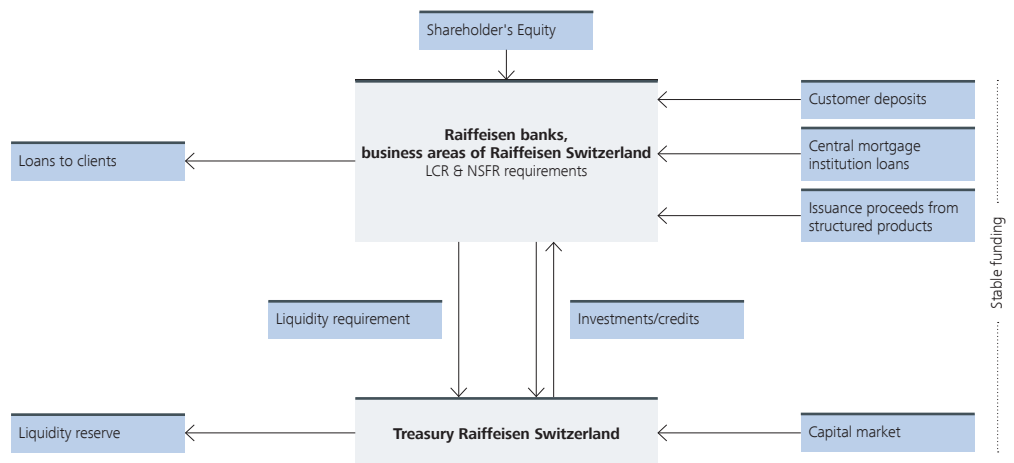 Shareholder's Equity
Customer deposits
Raiffeisen banks,
business areas of Raiffeisen Switzerland
LCR & NSFR requirements
Central mortgage
institution loans
Loans to clients
Issuance proceeds from
structured products
Stable funding
Liquidity requirement
Investments/credits
Liquidity reserve
Treasury Raiffeisen Switzerland
Capital market